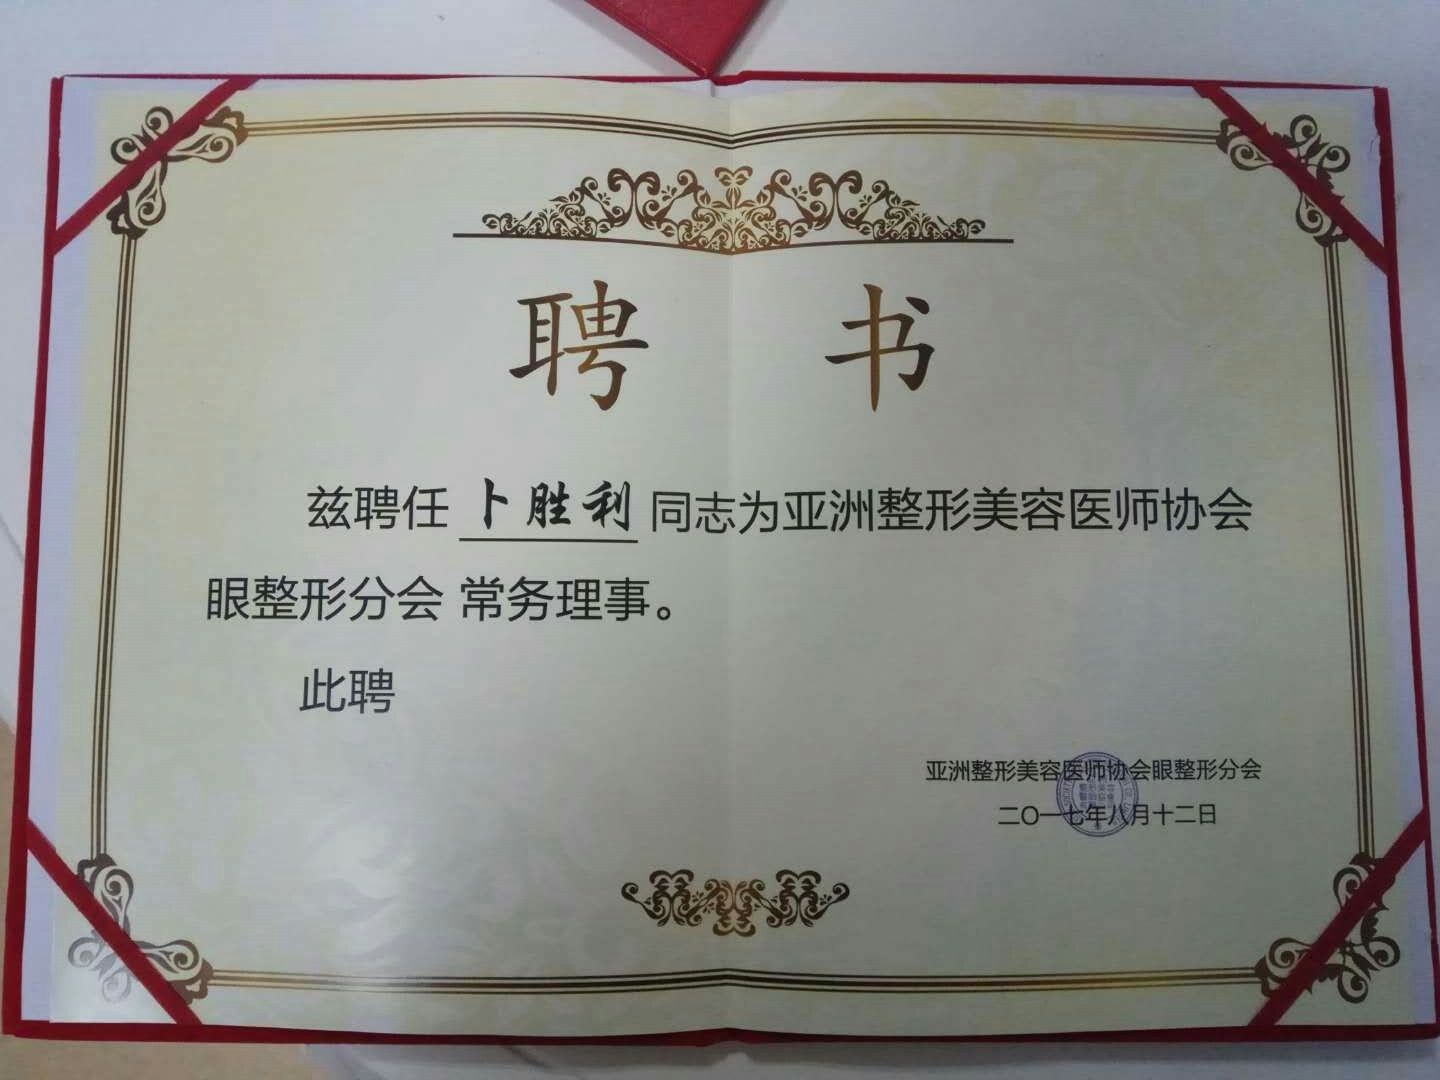 聘 书
兹聘任 卜胜利 同志为亚洲整形美容医师协会
眼整形分会 常务理事。
此聘
亚洲整形美容医师协会眼整形分会
二〇一七年八月十二日